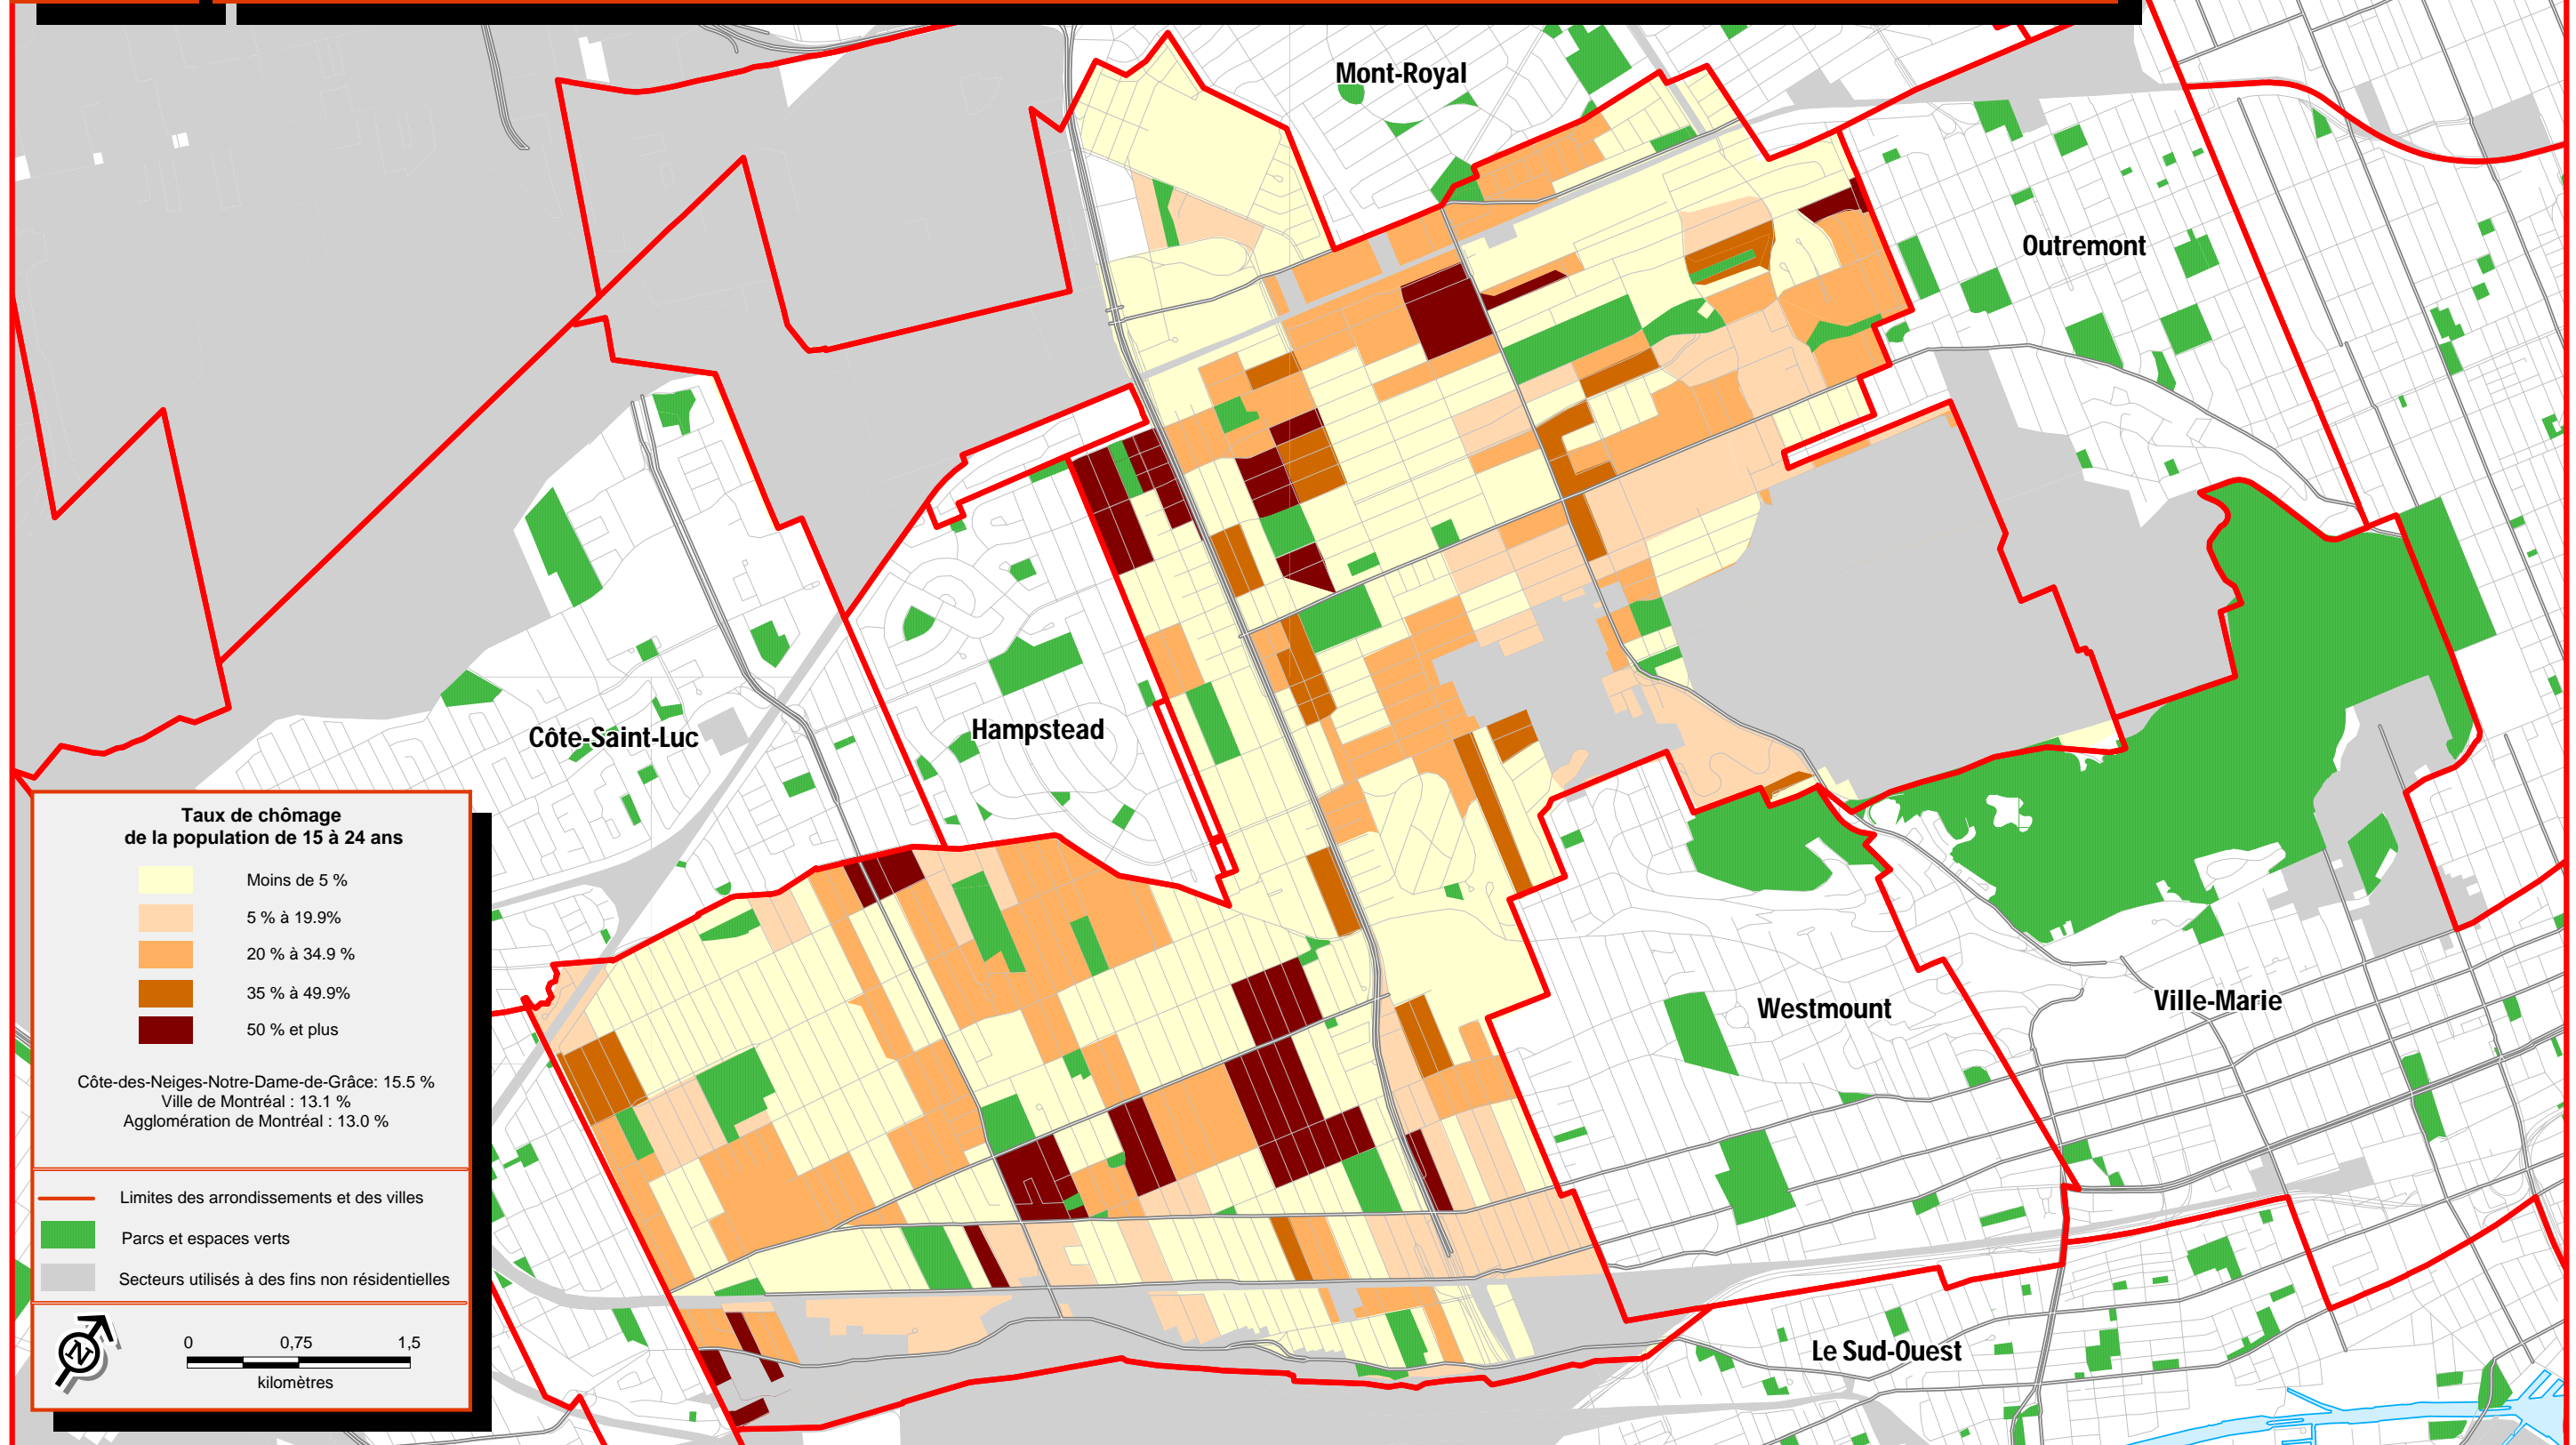 Mont-Royal
Outremont
Côte-Saint-Luc
Hampstead
Westmount
Ville-Marie
Le Sud-Ouest
Taux de chômage
de la population de 15 à 24 ans
Moins de 5 %
5 % à 19.9%
20 % à 34.9 %
35 % à 49.9%
50 % et plus
Côte-des-Neiges-Notre-Dame-de-Grâce: 15.5 %
Ville de Montréal : 13.1 %
Agglomération de Montréal : 13.0 %
Limites des arrondissements et des villes
Parcs et espaces verts
Secteurs utilisés à des fins non résidentielles
N
0 0,75 1,5
kilomètres